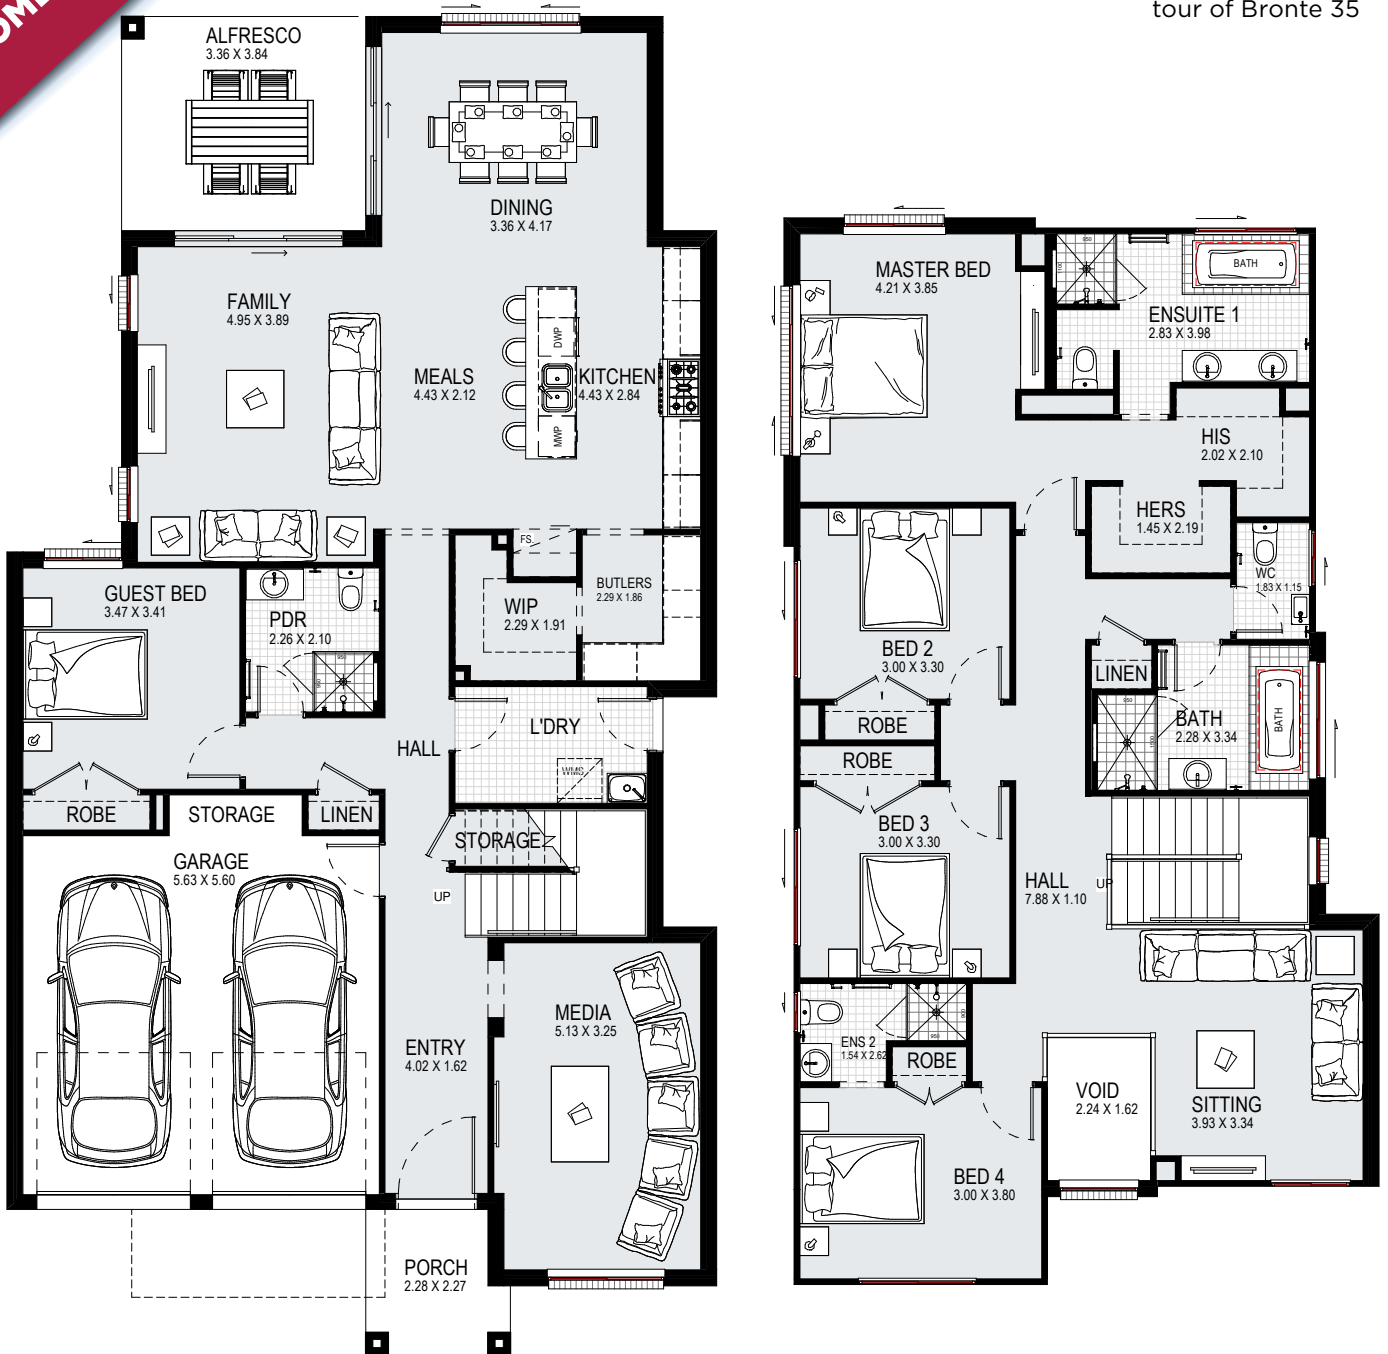 tour of Bronte 35
ALFRESCO
3.36 X 3.84
DINING
3.36 X 4.17
FAMILY
4.95 X 3.89
MEALS
4.43 X 2.12
DWP
MWP
KITCHEN
4.43 X 2.84
GUEST BED
3.47 X 3.41
PDR
2.26 X 2.10
950
950
FS.
WIP
2.29 X 1.91
BUTLERS
2.29 X 1.86
HALL
L'DRY
WMS
ROBE
STORAGE
LINEN
STORAGE
UP
GARAGE
5.63 X 5.60
ENTRY
4.02 X 1.62
MEDIA
5.13 X 3.25
PORCH
2.28 X 2.27
MASTER BED
4.21 X 3.85
950
BATH
ENSUITE 1
2.83 X 3.98
HIS
2.02 X 2.10
HERS
1.45 X 2.19
WC
1.83 X 1.15
BED 2
3.00 X 3.30
LINEN
ROBE
950
BATH
2.28 X 3.34
BATH
ROBE
BED 3
3.00 X 3.30
HALL
7.88 X 1.10
UP
ENS 2
1.54 X 2.62
900
950
ROBE
VOID
2.24 X 1.62
SITTING
3.93 X 3.34
BED 4
3.00 X 3.80